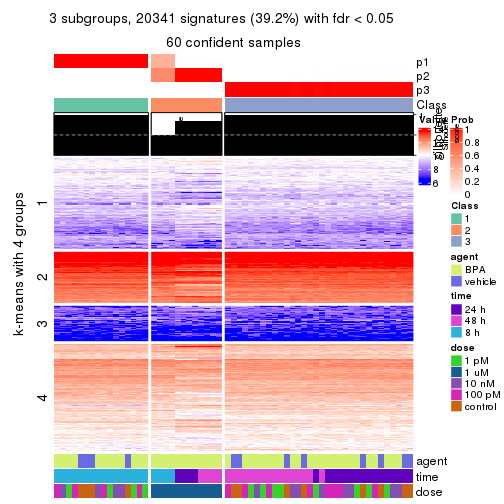 3 subgroups, 20341 signatures (39.2%) with fdr < 0.05
60 confident samples
p1
p2
p3
Class
k-means with 4 groups
1
2
3
4
agent
time
dose
Value
8
6
Prob
1
0.8
0.6
0.4
0.2
0
Class
1
2
3
agent
BPA
vehicle
time
24 h
48 h
8 h
dose
1 pM
1 uM
10 nM
100 pM
control